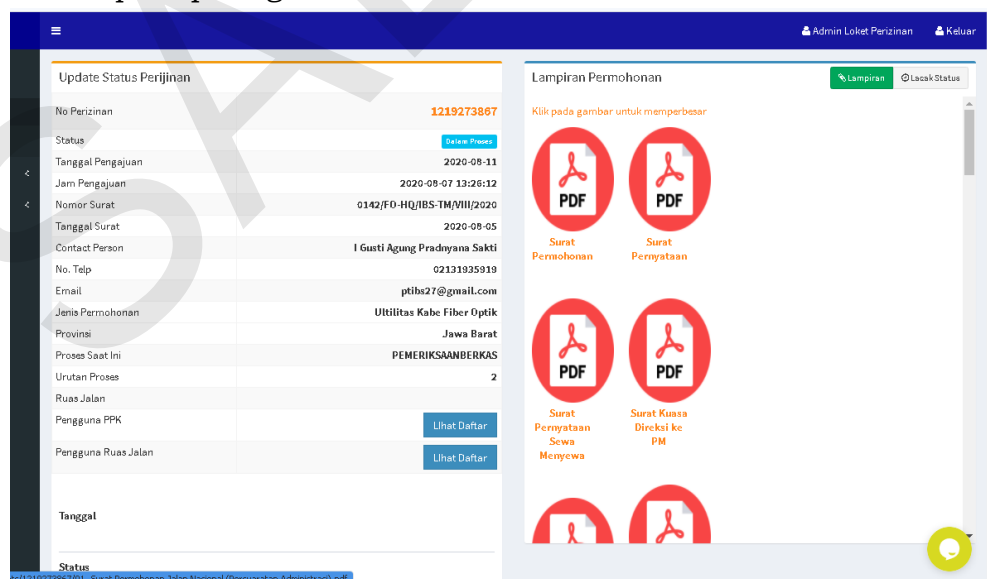 Admin Loket Perizinan Keluar
Update Status Perijinan
No Perizinan 1219273867
Status Dalam Proses
Tanggal Pengajuan 2020-08-11
Jam Pengajuan 2020-08-07 13:26:12
Nomor Surat 0142/FO-HQ/IBS-TM/VIII/2020
Tanggal Surat 2020-08-05
Contact Person I Gusti Agung Pradnyana Sakti
No. Telp 02131935919
Email ptibs27@gmail.com
Jenis Permohonan Ultilitas Kabe Fiber Optik
Provinsi Jawa Barat
Proses Saat Ini PEMERIKSAANBERKAS
Urutan Proses 2
Ruas Jalan
Pengguna PPK LIhat Daftar
Pengguna Ruas Jalan LIhat Daftar
Tanggal
Status
Lampiran Permohonan Lampiran Lacak Status
Klik pada gambar untuk memperbesar
PDF PDF
Surat Permohonan
Surat Pernyataan
PDF PDF
Surat Pernyataan Sewa Menyewa
Surat Kuasa Direksi ke PM